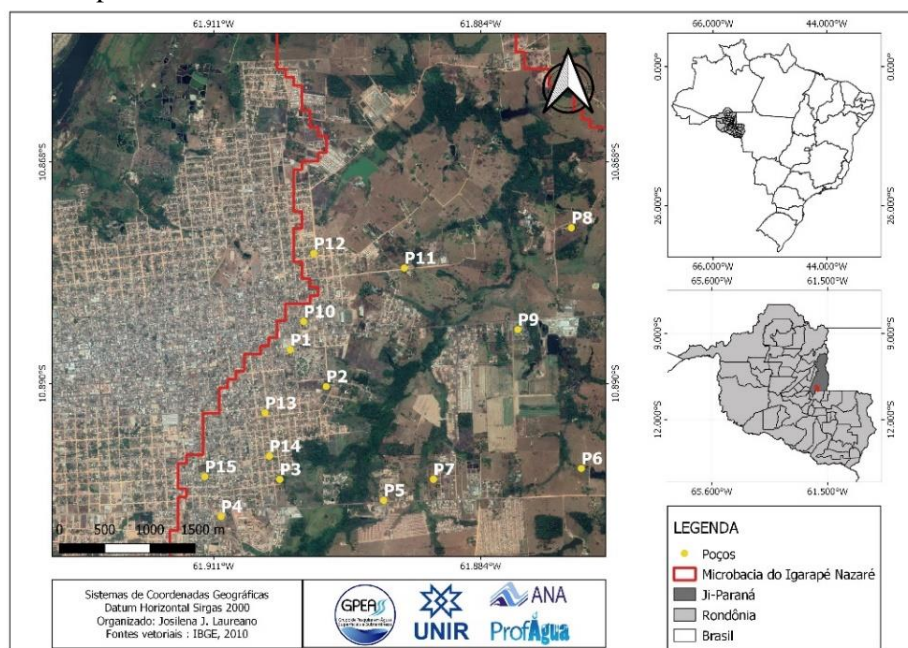 61.911°W
61.884°W
10.868°S
10.868°S
10.890°S
10.890°S
P8
P12
P11
P10
P9
P1
P2
P13
P14
P15
P3
P7
P6
P5
P4
0 500 1000 1500 m
61.911°W
61.884°W
66.000°W 44.000°W
0.000°S
0.000°S
26.000°S
26.000°S
66.000°W 44.000°W
65.600°W 61.500°W
9.000°S
9.000°S
12.000°S
12.000°S
65.600°W 61.500°W
LEGENDA
Poços
Microbacia do Igarapé Nazaré
Ji-Paraná
Rondônia
Brasil
Sistemas de Coordenadas Geográficas
Datum Horizontal Sirgas 2000
Organizado: Josilena J. Laureano
Fontes vetoriais : IBGE, 2010
GPEAS
UNIR
ANA
ProfÁgua